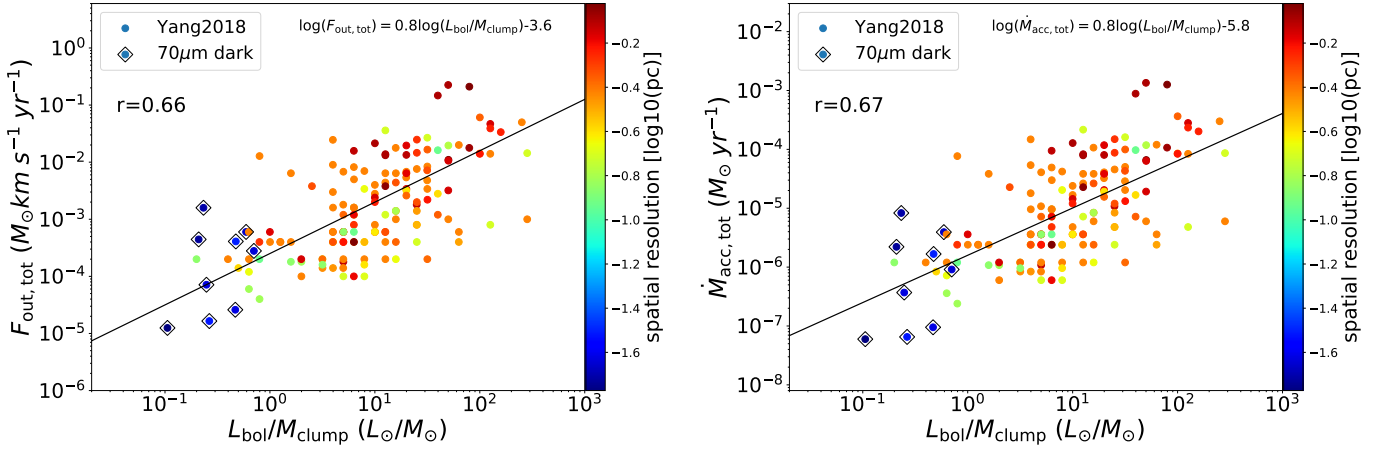 Yang2018
70μm dark
log(F_out,tot) = 0.8log(L_bol/M_clump)-3.6
r=0.66
10^0
10^-1
10^-2
10^-3
10^-4
10^-5
10^-6
F_out,tot (M_⊙ km s^-1 yr^-1)
10^-1
10^0
10^1
10^2
10^3
L_bol/M_clump (L_⊙/M_⊙)
-0.2
-0.4
-0.6
-0.8
-1.0
-1.2
-1.4
-1.6
spatial resolution [log10(pc)]
Yang2018
70μm dark
log(Ṁ_acc,tot) = 0.8log(L_bol/M_clump)-5.8
r=0.67
10^-2
10^-3
10^-4
10^-5
10^-6
10^-7
10^-8
Ṁ_acc,tot (M_⊙ yr^-1)
10^-1
10^0
10^1
10^2
10^3
L_bol/M_clump (L_⊙/M_⊙)
-0.2
-0.4
-0.6
-0.8
-1.0
-1.2
-1.4
-1.6
spatial resolution [log10(pc)]